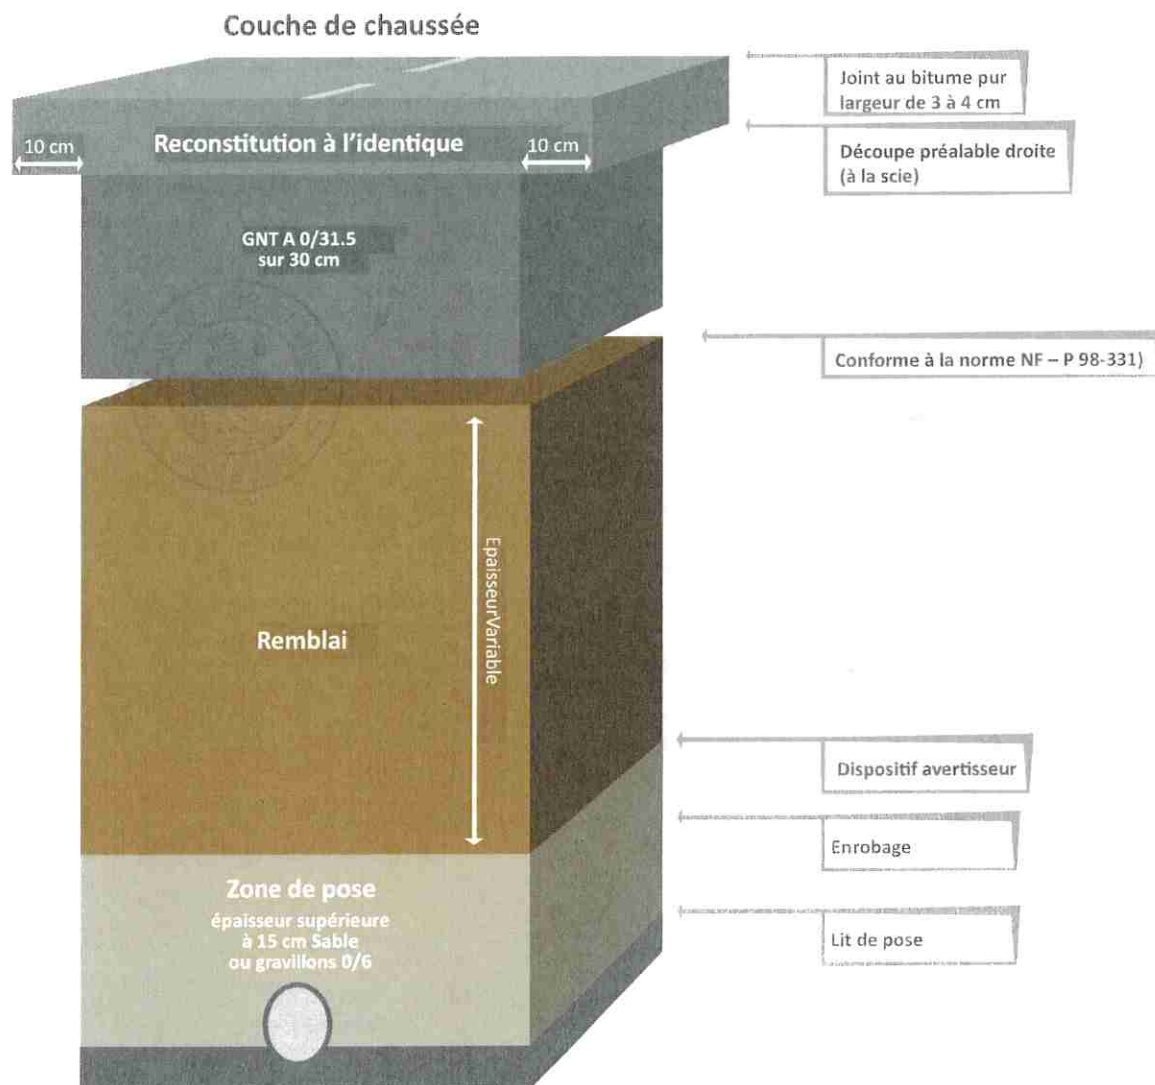 Couche de chaussée
Joint au bitume pur
largeur de 3 à 4 cm
10 cm
Reconstitution à l'identique
10 cm
Découpe préalable droite
(à la scie)
GNT A 0/31.5
sur 30 cm
Conforme à la norme NF – P 98-331)
EpaisseurVariable
Remblai
Dispositif avertisseur
Enrobage
Zone de pose
épaisseur supérieure
à 15 cm Sable
ou gravillons 0/6
Lit de pose